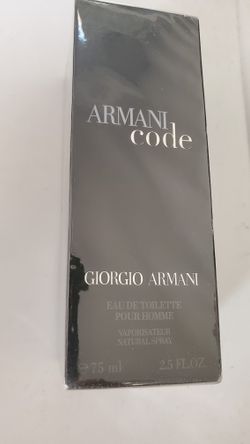 ARMANI
code
GIORGIO ARMANI
EAU DE TOILETTE
POUR HOMME
VAPORISATEUR
NATURAL SPRAY
℮ 75 ml 2.5 FL.OZ.